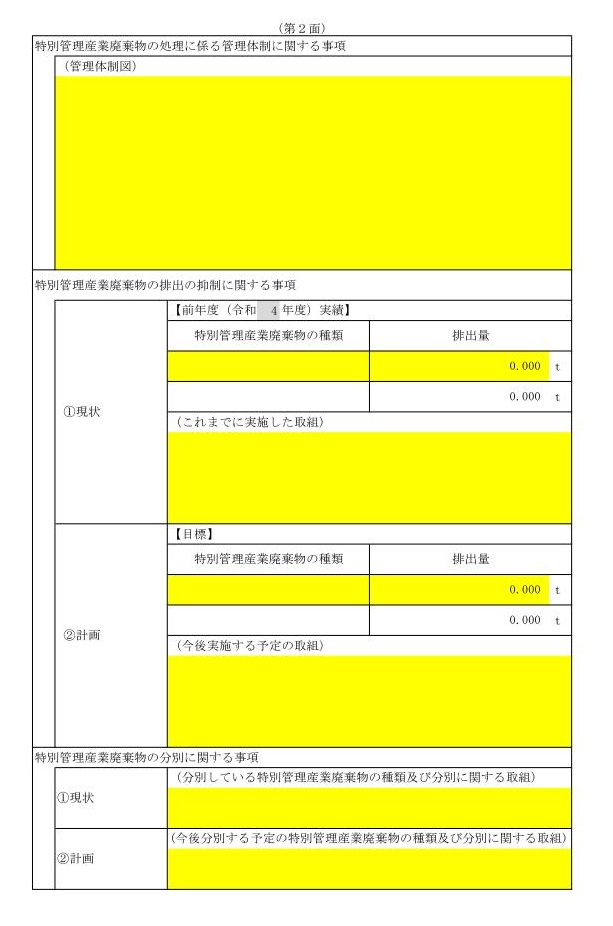 （第２面）
特別管理産業廃棄物の処理に係る管理体制に関する事項
（管理体制図）
特別管理産業廃棄物の排出の抑制に関する事項
①現状
【前年度（令和 4 年度）実績】
特別管理産業廃棄物の種類 排出量
0.000 t
0.000 t
（これまでに実施した取組）
②計画
【目標】
特別管理産業廃棄物の種類 排出量
0.000 t
0.000 t
（今後実施する予定の取組）
特別管理産業廃棄物の分別に関する事項
①現状
（分別している特別管理産業廃棄物の種類及び分別に関する取組）
②計画
（今後分別する予定の特別管理産業廃棄物の種類及び分別に関する取組）